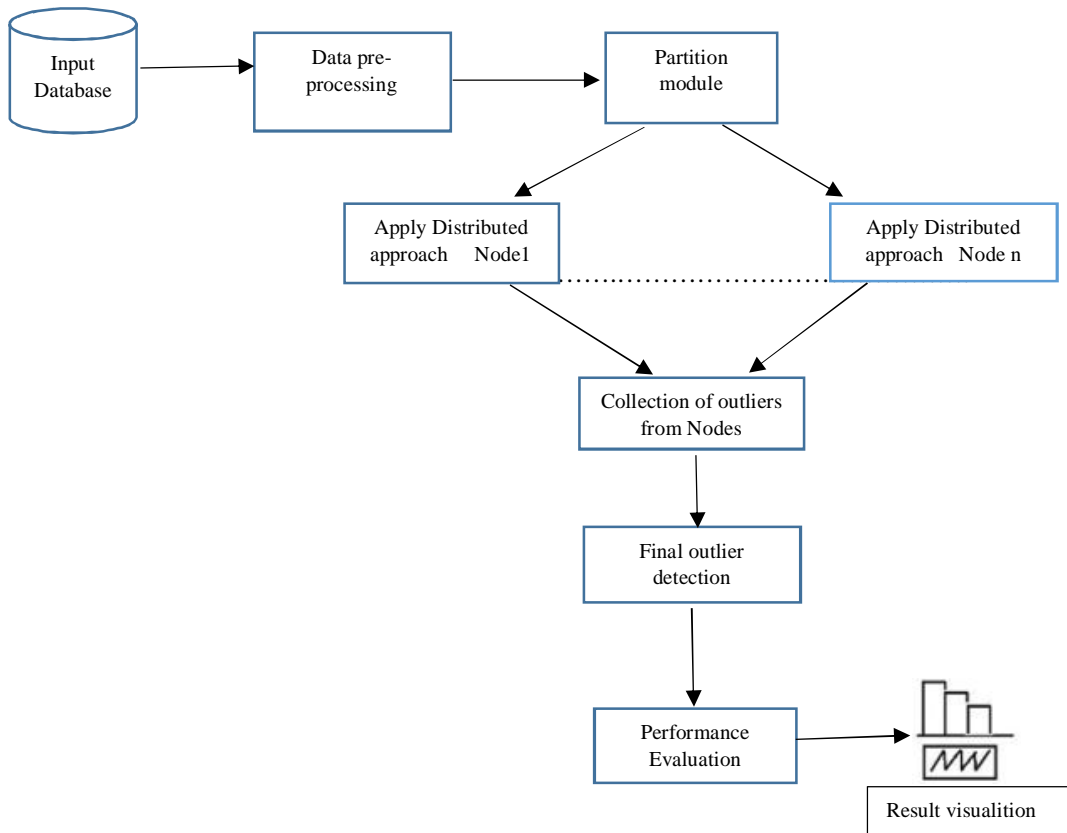 Input
Database
Data pre-
processing
Partition
module
Apply Distributed
approach Node1
Apply Distributed
approach Node n
Collection of outliers
from Nodes
Final outlier
detection
Performance
Evaluation
Result visualition